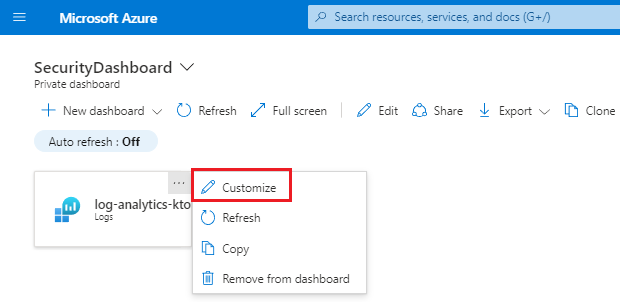 Microsoft Azure
Search resources, services, and docs (G+/)
SecurityDashboard
Private dashboard
New dashboard
Refresh
Full screen
Edit
Share
Export
Clone
Auto refresh : Off
...
log-analytics-kto
Logs
Customize
Refresh
Copy
Remove from dashboard